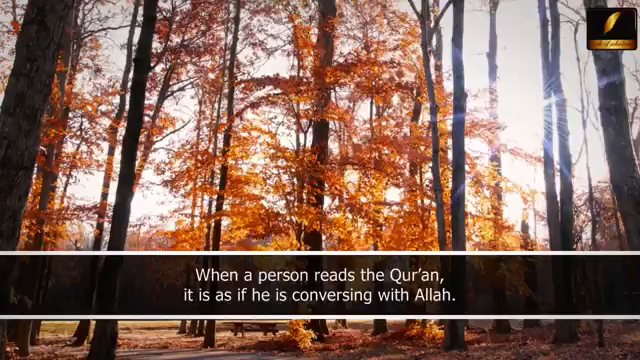 When a person reads the Qur'an,
it is as if he is conversing with Allah.